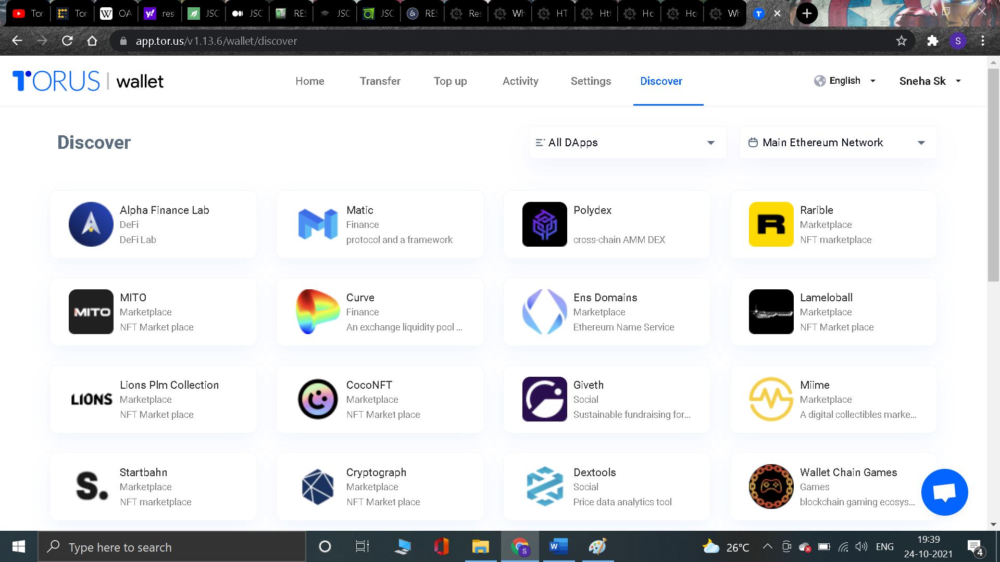 Tor
Tor
OA
res
JSC
JSC
RES
JSC
JSC
RES
Res
Wh
HT
Htt
Ho
Ho
Wh
app.tor.us/v1.13.6/wallet/discover
S
TORUS | wallet
Home
Transfer
Top up
Activity
Settings
Discover
English
Sneha Sk
Discover
All DApps
Main Ethereum Network
Alpha Finance Lab
DeFi
DeFi Lab
Matic
Finance
protocol and a framework
Polydex
cross-chain AMM DEX
R
Rarible
Marketplace
NFT marketplace
MITO
MITO
Marketplace
NFT Market place
Curve
Finance
An exchange liquidity pool ...
Ens Domains
Marketplace
Ethereum Name Service
Lameloball
Marketplace
NFT Market place
LIONS
Lions Plm Collection
Marketplace
NFT Market place
CocoNFT
Marketplace
NFT Market place
Giveth
Social
Sustainable fundraising for...
Miime
Marketplace
A digital collectibles marke...
S.
Startbahn
Marketplace
NFT marketplace
Cryptograph
Marketplace
NFT Market place
Dextools
Social
Price data analytics tool
Wallet Chain Games
Games
blockchain gaming ecosys...
Type here to search
S
W
26°C
ENG
19:39
24-10-2021
4